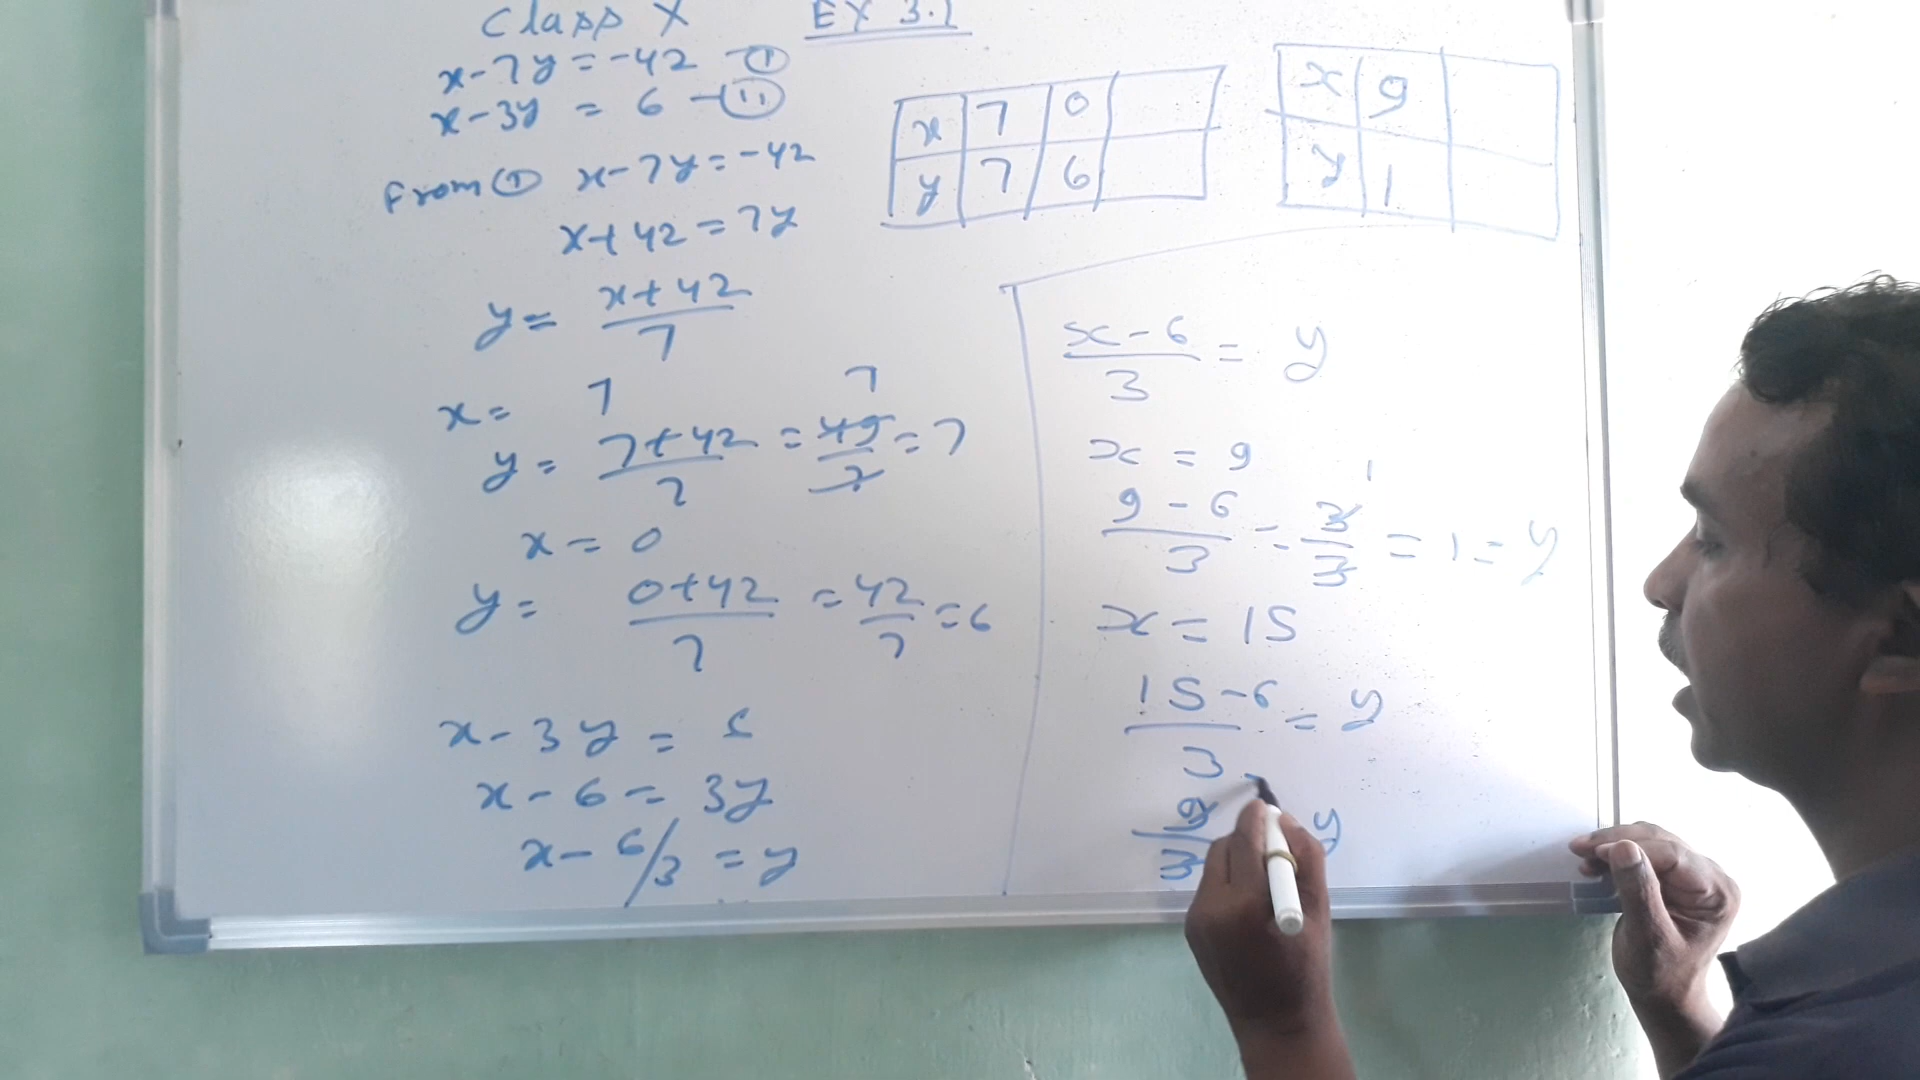 Class X EX 3.1
x-7y=-42 - (1)
x-3y = 6 - (11)
From (1) x-7y=-42
x+42=7y
y= x+42/7
x= 7
y= 7+42/7 = 49/7 7 =7
x=0
y= 0+42/7 = 42/7 =6
x-3y =
x-6= 3y
x-6/3 =y
x 7 0
y 7 6
x 9
y 1
x-6/3 = y
x = 9
9-6/3 = 3/3 1 = 1 = y
x = 15
15-6/3 = y
9/3 y